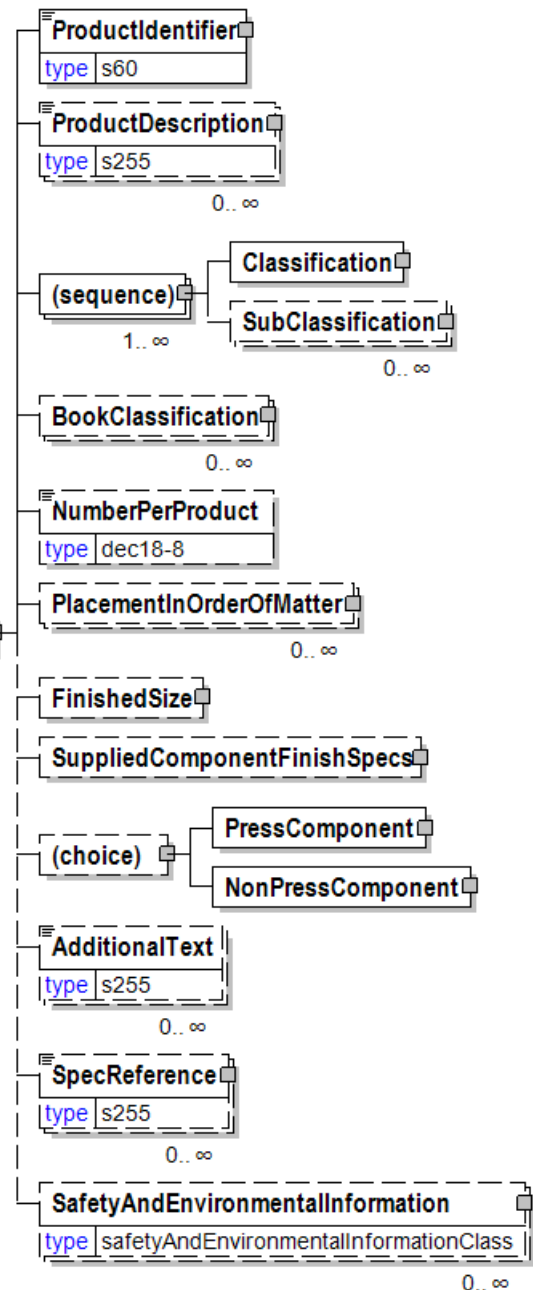 ProductIdentifier
type s60
ProductDescription
type s255
0.. ∞
Classification
(sequence)
SubClassification
1.. ∞
0.. ∞
BookClassification
0.. ∞
NumberPerProduct
type dec18-8
PlacementInOrderOfMatter
0.. ∞
FinishedSize
SuppliedComponentFinishSpecs
PressComponent
(choice)
NonPressComponent
AdditionalText
type s255
0.. ∞
SpecReference
type s255
0.. ∞
SafetyAndEnvironmentalInformation
type safetyAndEnvironmentalInformationClass
0.. ∞